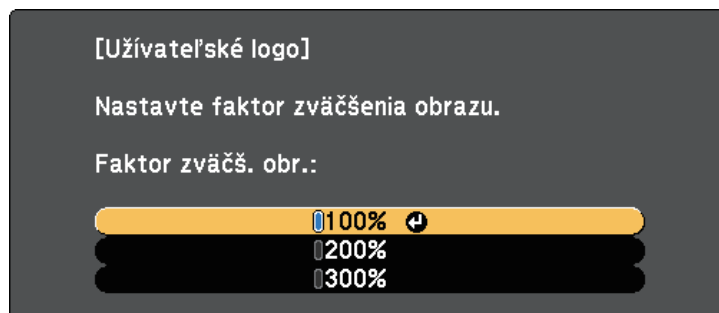 [Užívateľské logo]
Nastavte faktor zväčšenia obrazu.
Faktor zväčš. obr.:
100%
200%
300%